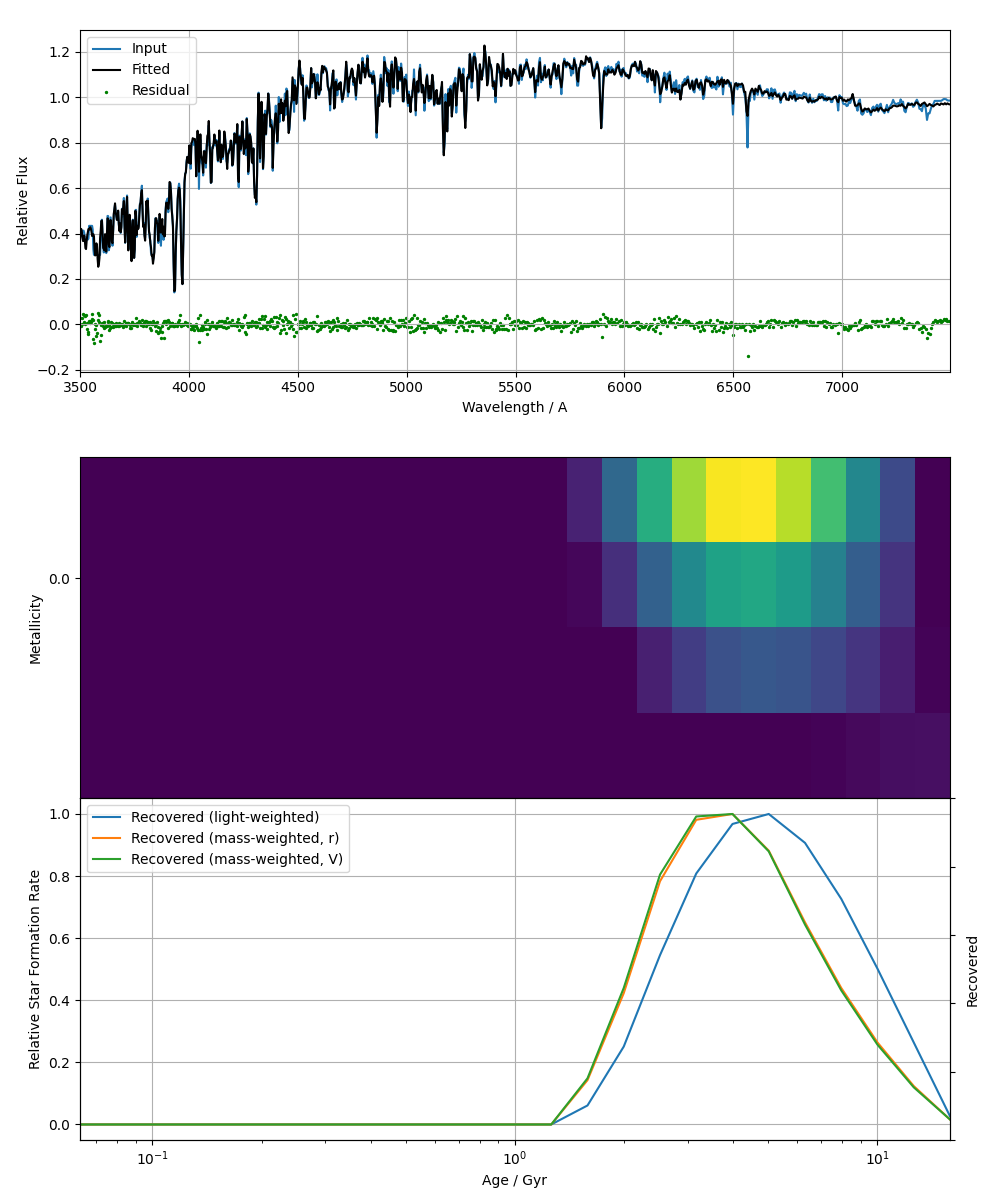 Input
Fitted
Residual
1.2
1.0
0.8
0.6
0.4
0.2
0.0
−0.2
Relative Flux
3500 4000 4500 5000 5500 6000 6500 7000
Wavelength / A
0.0
Metallicity
Recovered (light-weighted)
Recovered (mass-weighted, r)
Recovered (mass-weighted, V)
1.0
0.8
0.6
0.4
0.2
0.0
Relative Star Formation Rate
Recovered
10⁻¹ 10⁰ 10¹
Age / Gyr